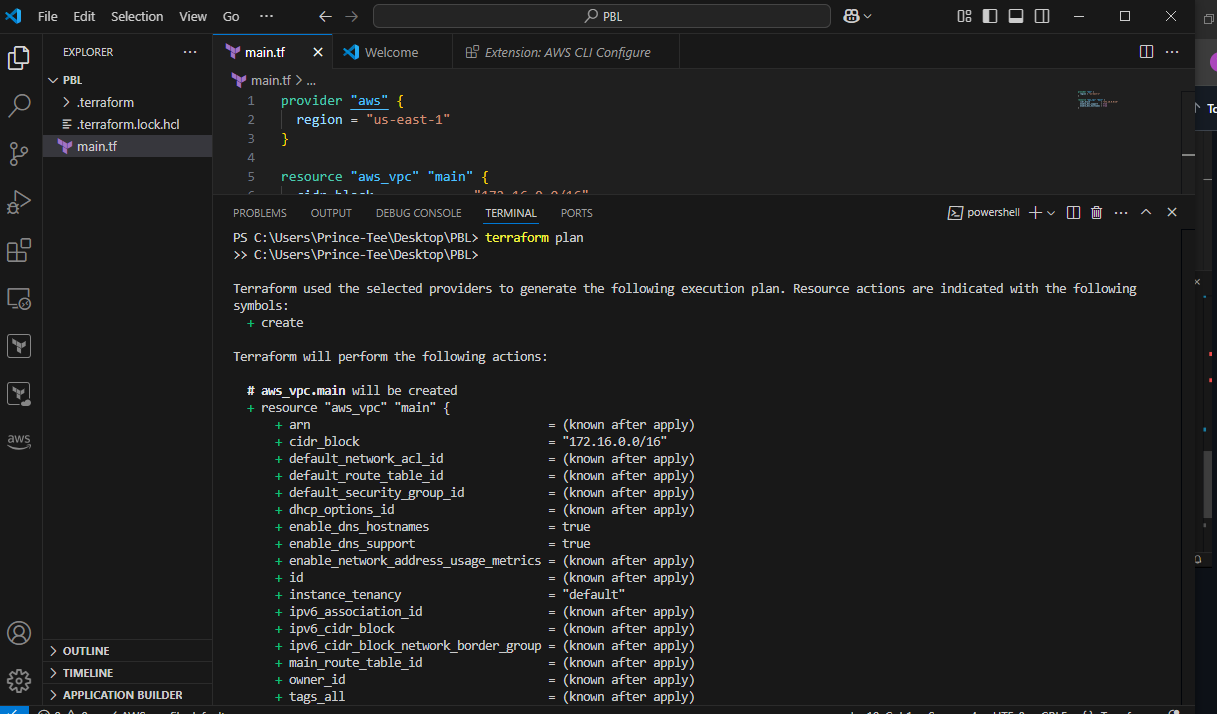 File Edit Selection View Go ··· PBL
EXPLORER ···
PBL
.terraform
.terraform.lock.hcl
main.tf
main.tf Welcome Extension: AWS CLI Configure
main.tf > ...
1 provider "aws" {
2 region = "us-east-1"
3 }
4
5 resource "aws_vpc" "main" {
PROBLEMS OUTPUT DEBUG CONSOLE TERMINAL PORTS powershell
PS C:\Users\Prince-Tee\Desktop\PBL> terraform plan
>> C:\Users\Prince-Tee\Desktop\PBL>
Terraform used the selected providers to generate the following execution plan. Resource actions are indicated with the following
symbols:
+ create
Terraform will perform the following actions:
# aws_vpc.main will be created
+ resource "aws_vpc" "main" {
+ arn = (known after apply)
+ cidr_block = "172.16.0.0/16"
+ default_network_acl_id = (known after apply)
+ default_route_table_id = (known after apply)
+ default_security_group_id = (known after apply)
+ dhcp_options_id = (known after apply)
+ enable_dns_hostnames = true
+ enable_dns_support = true
+ enable_network_address_usage_metrics = (known after apply)
+ id = (known after apply)
+ instance_tenancy = "default"
+ ipv6_association_id = (known after apply)
+ ipv6_cidr_block = (known after apply)
+ ipv6_cidr_block_network_border_group = (known after apply)
+ main_route_table_id = (known after apply)
+ owner_id = (known after apply)
+ tags_all = (known after apply)
aws
OUTLINE
TIMELINE
APPLICATION BUILDER